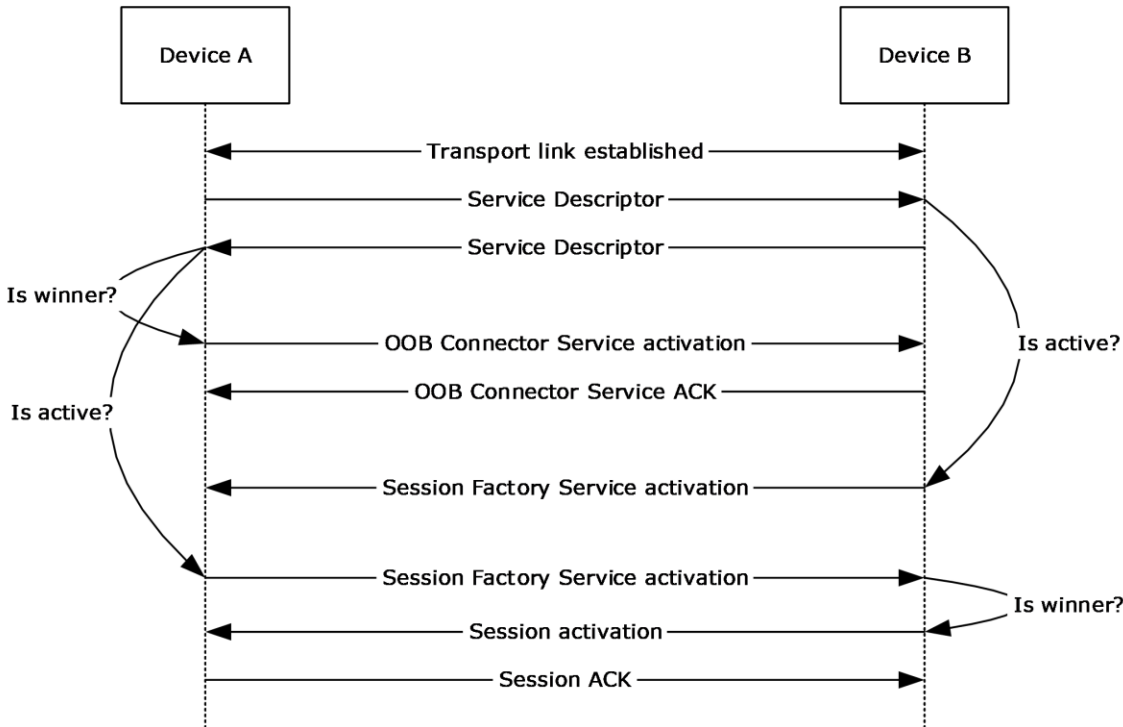 Device A
Device B
Transport link established
Service Descriptor
Service Descriptor
Is winner?
OOB Connector Service activation
Is active?
OOB Connector Service ACK
Is active?
Session Factory Service activation
Session Factory Service activation
Is winner?
Session activation
Session ACK